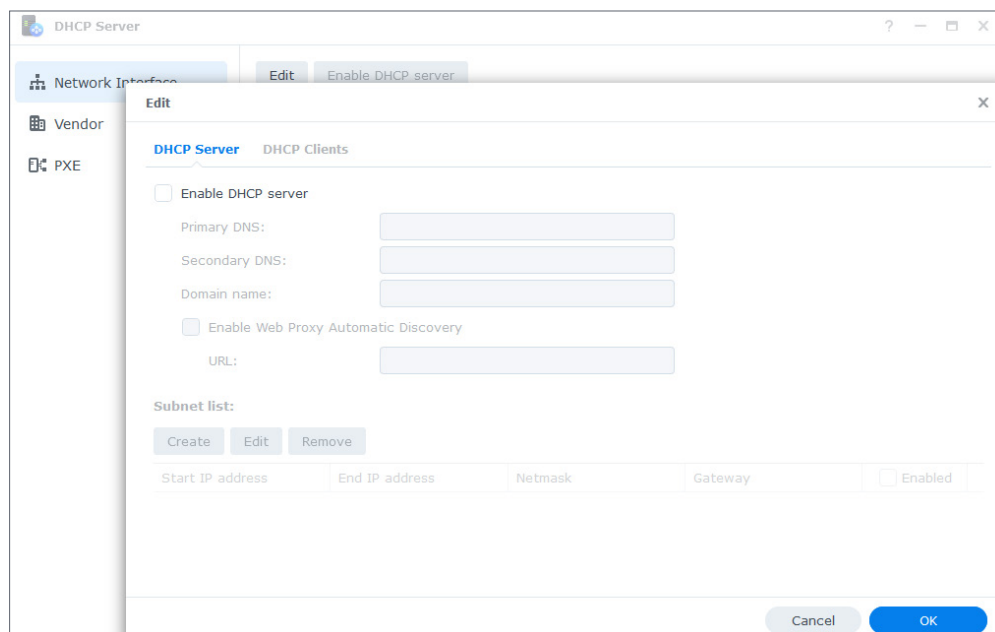 DHCP Server
?
Network Interface
Edit Enable DHCP server
Vendor
PXE
Edit
DHCP Server DHCP Clients
Enable DHCP server
Primary DNS:
Secondary DNS:
Domain name:
Enable Web Proxy Automatic Discovery
URL:
Subnet list:
Create Edit Remove
Start IP address End IP address Netmask Gateway Enabled
Cancel OK